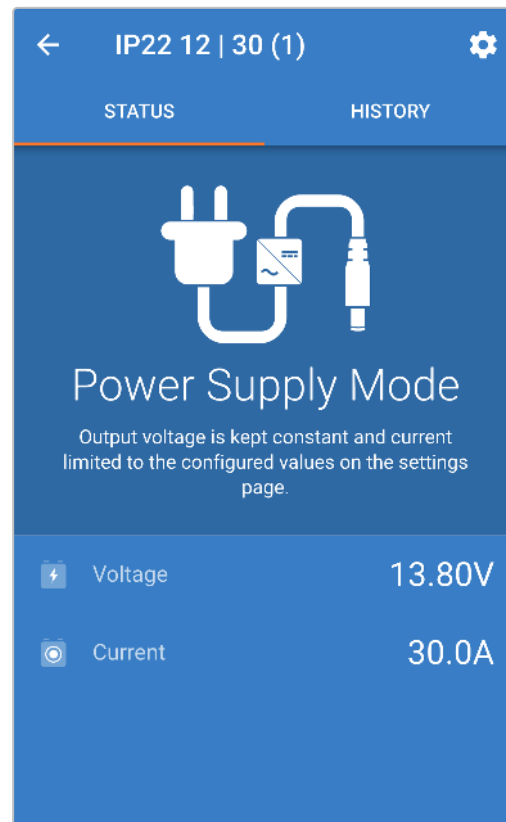 IP22 12 | 30 (1)
STATUS
HISTORY
Power Supply Mode
Output voltage is kept constant and current
limited to the configured values on the settings
page.
Voltage
13.80V
Current
30.0A